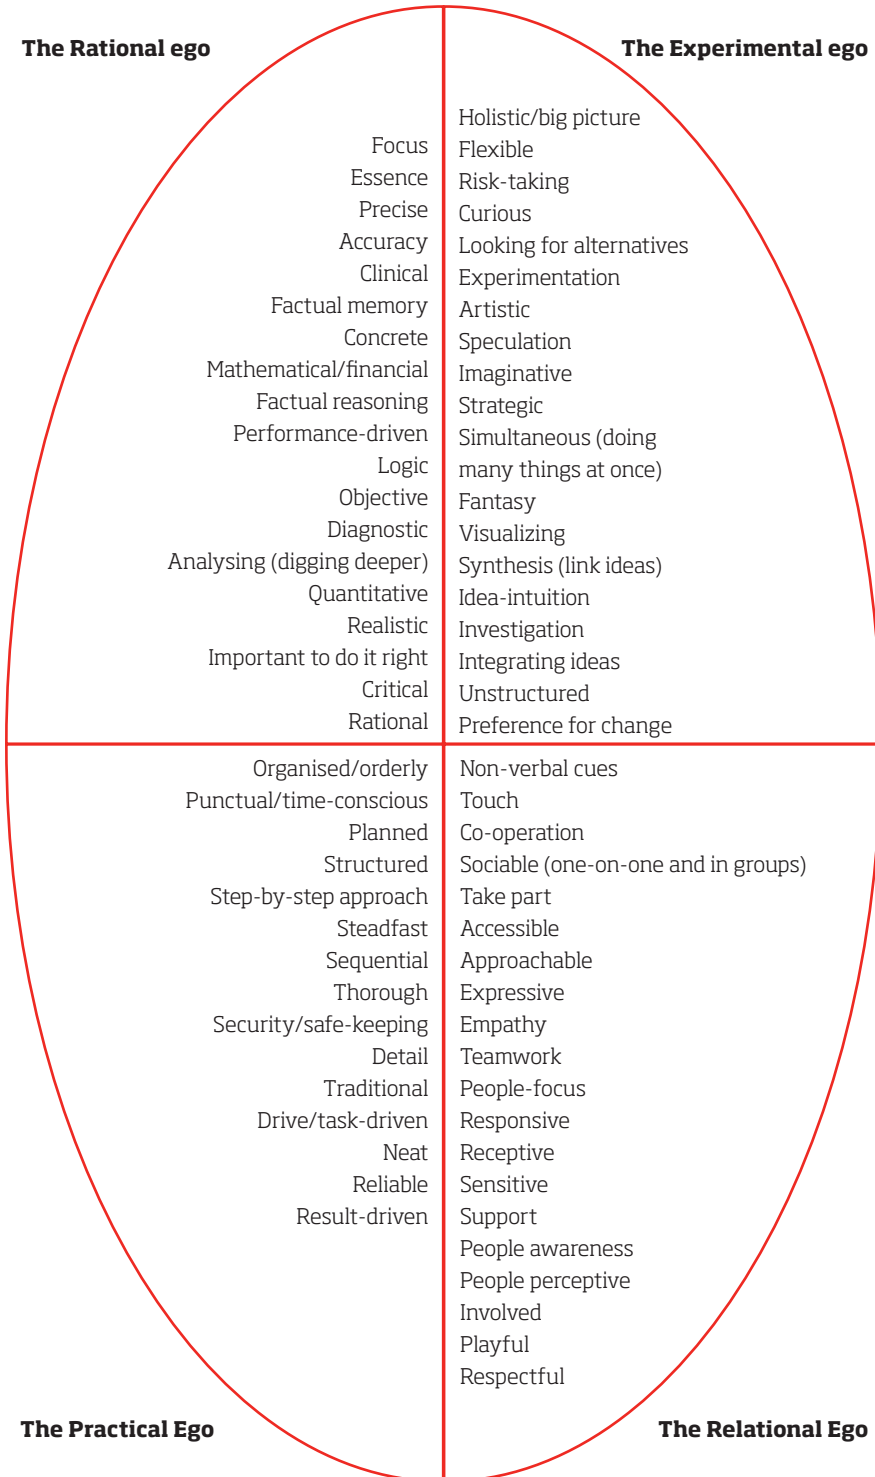 The Rational ego
Focus
Essence
Precise
Accuracy
Clinical
Factual memory
Concrete
Mathematical/financial
Factual reasoning
Performance-driven
Logic
Objective
Diagnostic
Analysing (digging deeper)
Quantitative
Realistic
Important to do it right
Critical
Rational
The Experimental ego
Holistic/big picture
Flexible
Risk-taking
Curious
Looking for alternatives
Experimentation
Artistic
Speculation
Imaginative
Strategic
Simultaneous (doing
many things at once)
Fantasy
Visualizing
Synthesis (link ideas)
Idea-intuition
Investigation
Integrating ideas
Unstructured
Preference for change
Organised/orderly
Punctual/time-conscious
Planned
Structured
Step-by-step approach
Steadfast
Sequential
Thorough
Security/safe-keeping
Detail
Traditional
Drive/task-driven
Neat
Reliable
Result-driven
The Practical Ego
Non-verbal cues
Touch
Co-operation
Sociable (one-on-one and in groups)
Take part
Accessible
Approachable
Expressive
Empathy
Teamwork
People-focus
Responsive
Receptive
Sensitive
Support
People awareness
People perceptive
Involved
Playful
Respectful
The Relational Ego